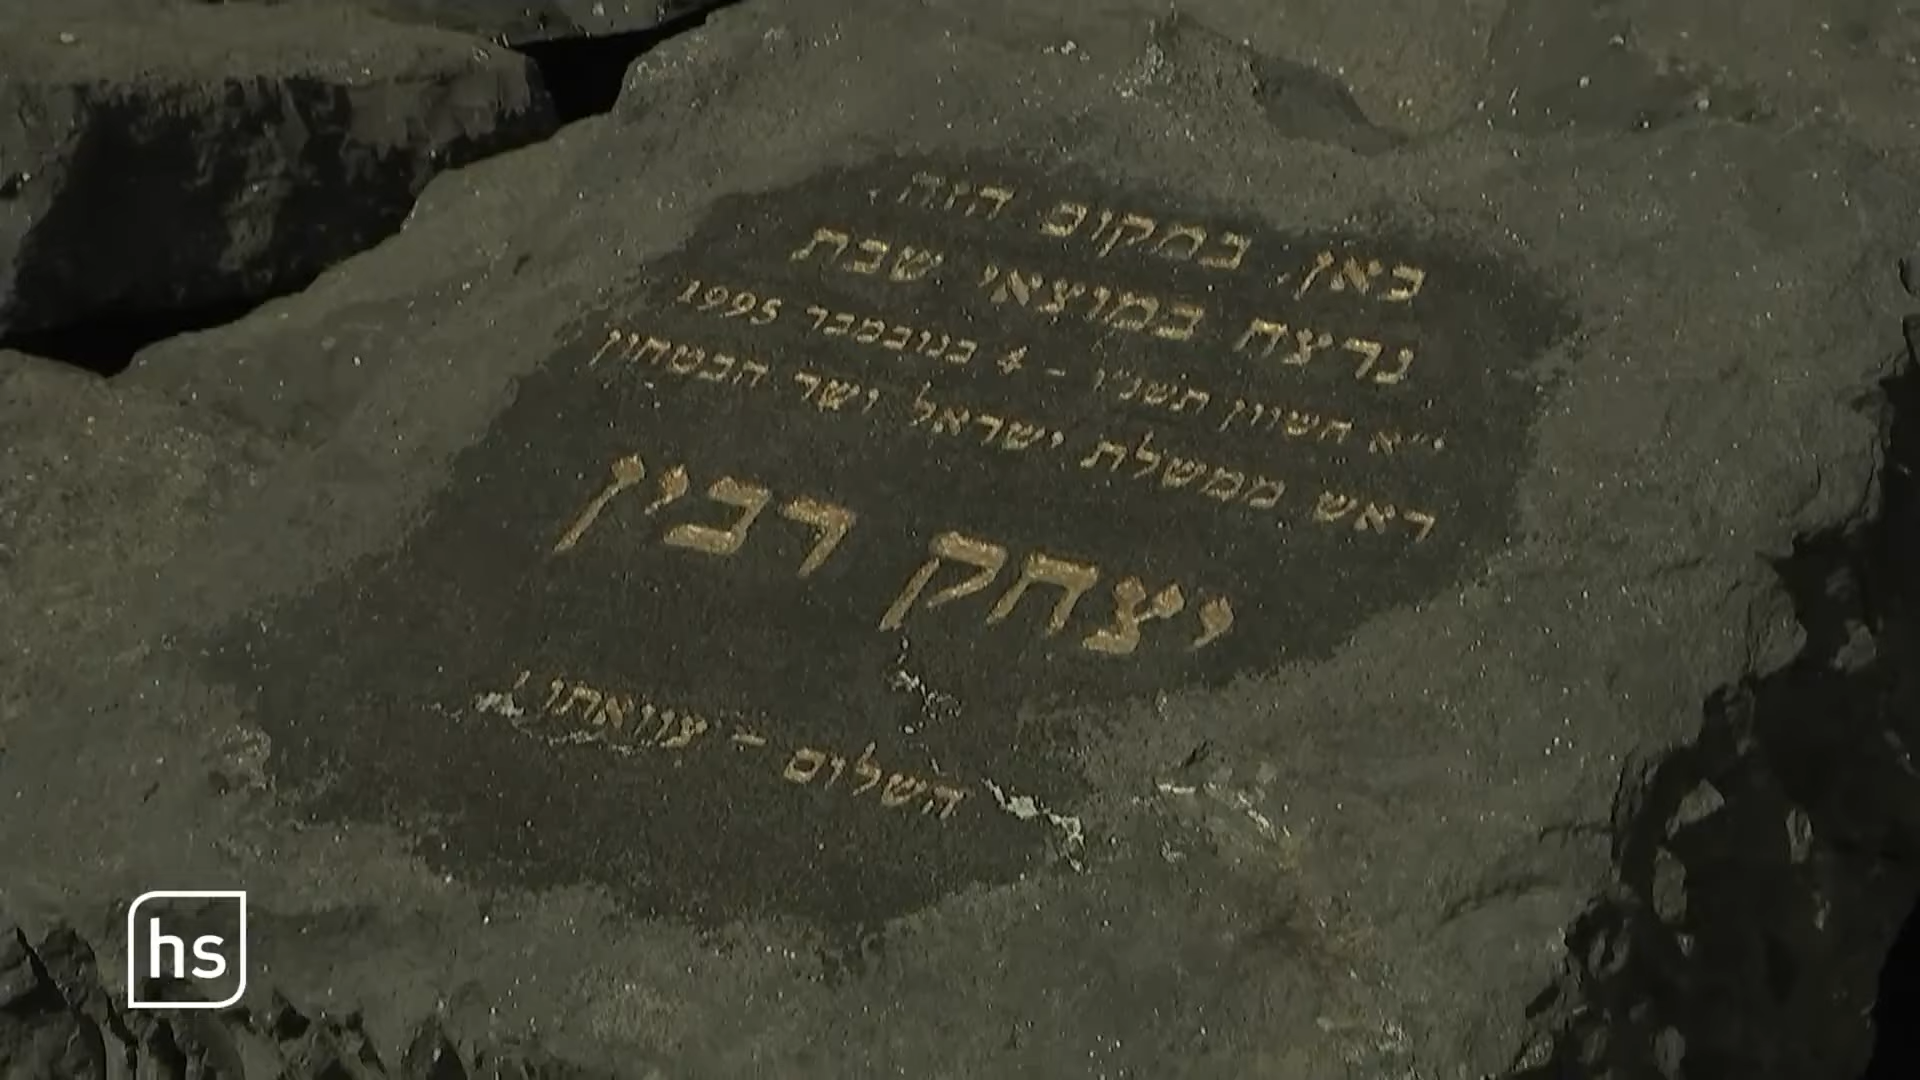 כאן, במקום הזה,
נרצח במוצאי שבת
י״א חשוון תשנ״ו - 4 בנובמבר 1995
ראש ממשלת ישראל ושר הבטחון
יצחק רבין
השלום - צוואתו.
hs